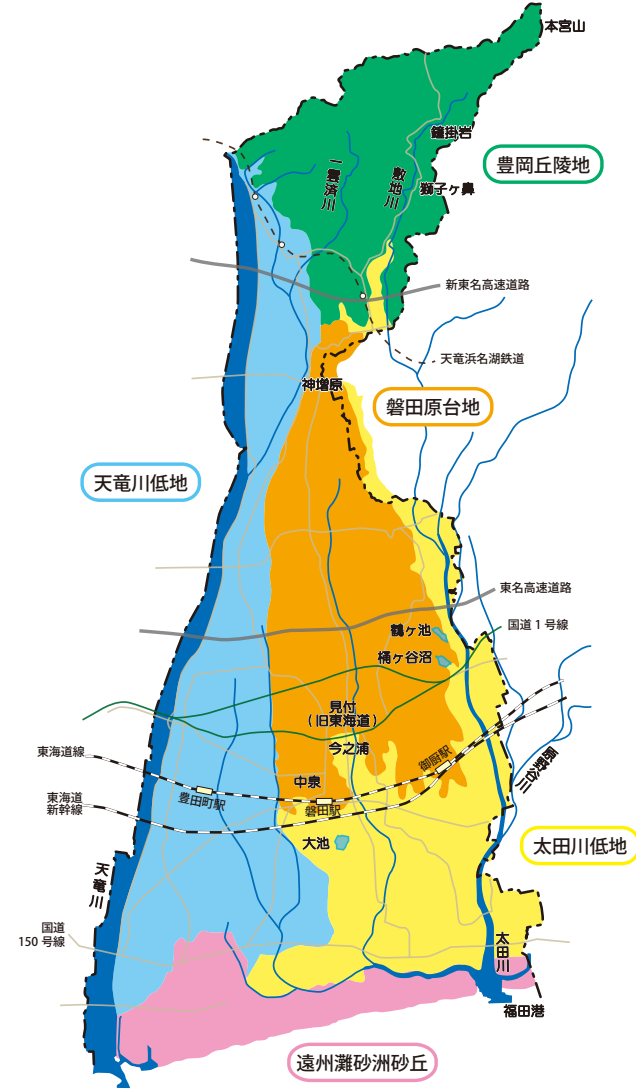 本宮山
鐘掛岩
豊岡丘陵地
一雲済川
敷地川
獅子ヶ鼻
新東名高速道路
天竜浜名湖鉄道
神増原
磐田原台地
天竜川低地
東名高速道路
国道1号線
鶴ヶ池
桶ヶ谷沼
見付
(旧東海道)
今之浦
東海道線
御厨駅
原野谷川
中泉
豊田町駅
磐田駅
東海道
新幹線
大池
太田川低地
天竜川
国道
150号線
太田川
福田港
遠州灘砂洲砂丘